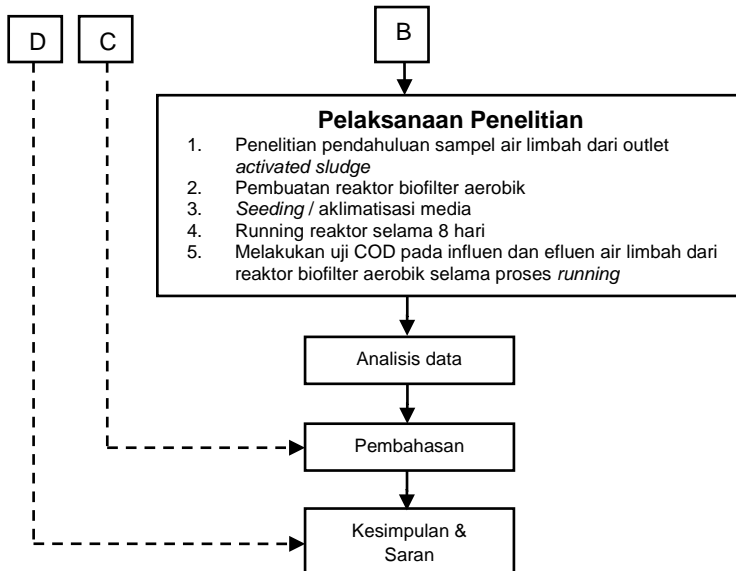 D
C
B
Pelaksanaan Penelitian
1. Penelitian pendahuluan sampel air limbah dari outlet
activated sludge
2. Pembuatan reaktor biofilter aerobik
3. Seeding / aklimatisasi media
4. Running reaktor selama 8 hari
5. Melakukan uji COD pada influen dan efluen air limbah dari
reaktor biofilter aerobik selama proses running
Analisis data
Pembahasan
Kesimpulan &
Saran